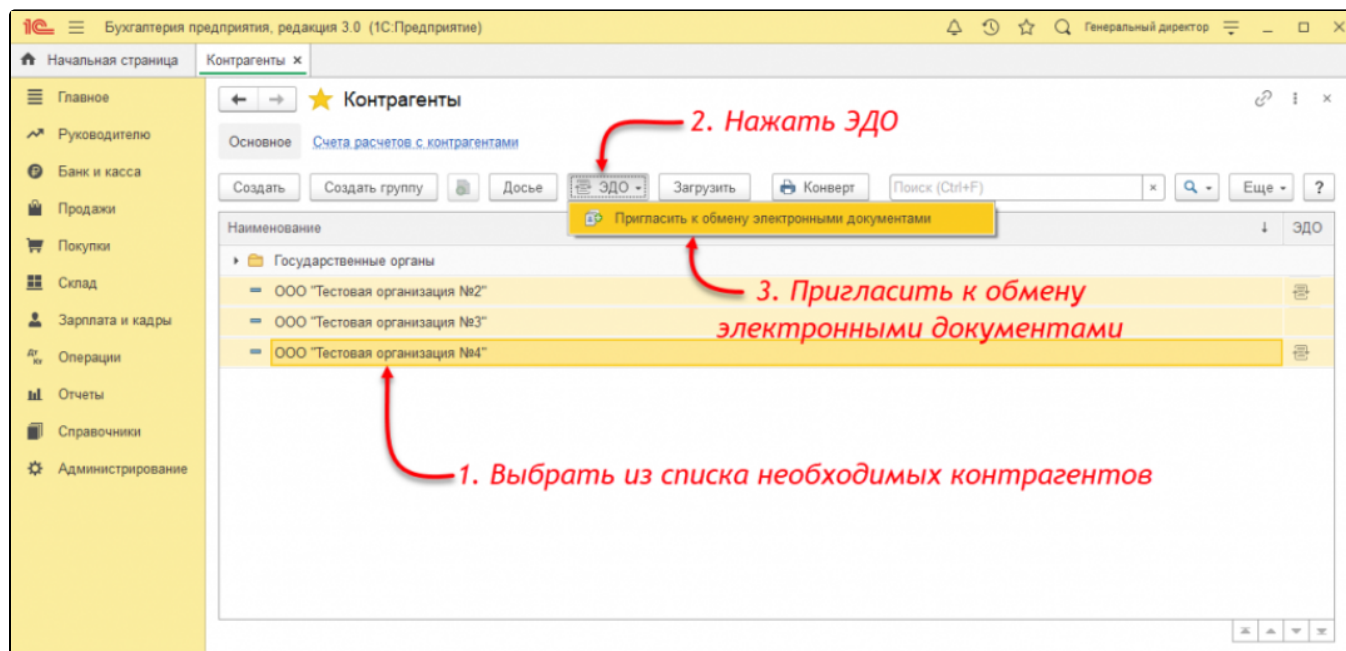 1С Бухгалтерия предприятия, редакция 3.0 (1С:Предприятие) Генеральный директор
Начальная страница Контрагенты ×
Главное
Руководителю
Банк и касса
Продажи
Покупки
Склад
Зарплата и кадры
Дт Кт Операции
Отчеты
Справочники
Администрирование
Контрагенты
Основное Счета расчетов с контрагентами
2. Нажать ЭДО
Создать Создать группу Досье ЭДО Загрузить Конверт Поиск (Ctrl+F) × Еще ?
Пригласить к обмену электронными документами
Наименование ↓ ЭДО
Государственные органы
ООО "Тестовая организация №2"
ООО "Тестовая организация №3"
ООО "Тестовая организация №4"
3. Пригласить к обмену
электронными документами
1. Выбрать из списка необходимых контрагентов